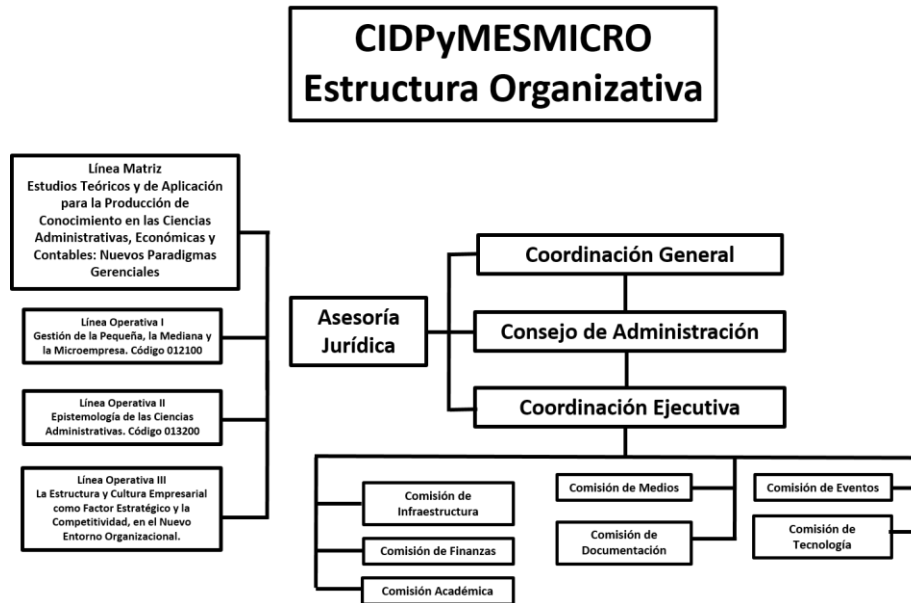 CIDPyMESMICRO
Estructura Organizativa
Línea Matriz
Estudios Teóricos y de Aplicación
para la Producción de
Conocimiento en las Ciencias
Administrativas, Económicas y
Contables: Nuevos Paradigmas
Gerenciales
Línea Operativa I
Gestión de la Pequeña, la Mediana y
la Microempresa. Código 012100
Línea Operativa II
Epistemología de las Ciencias
Administrativas. Código 013200
Línea Operativa III
La Estructura y Cultura Empresarial
como Factor Estratégico y la
Competitividad, en el Nuevo
Entorno Organizacional.
Asesoría
Jurídica
Coordinación General
Consejo de Administración
Coordinación Ejecutiva
Comisión de
Infraestructura
Comisión de Finanzas
Comisión Académica
Comisión de Medios
Comisión de
Documentación
Comisión de Eventos
Comisión de
Tecnología